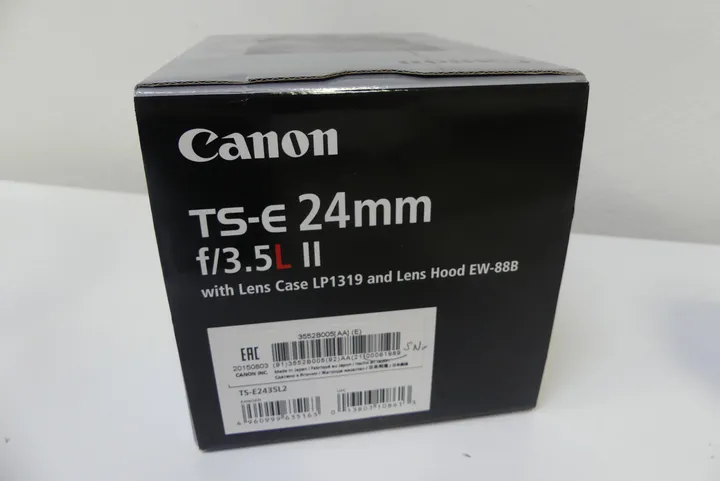 Canon
TS-E 24mm
f/3.5L II
with Lens Case LP1319 and Lens Hood EW-88B
3552B005[AA] (E)
EAC
20150803
CANON INC.
Made in Japan /
TS-E2435L2